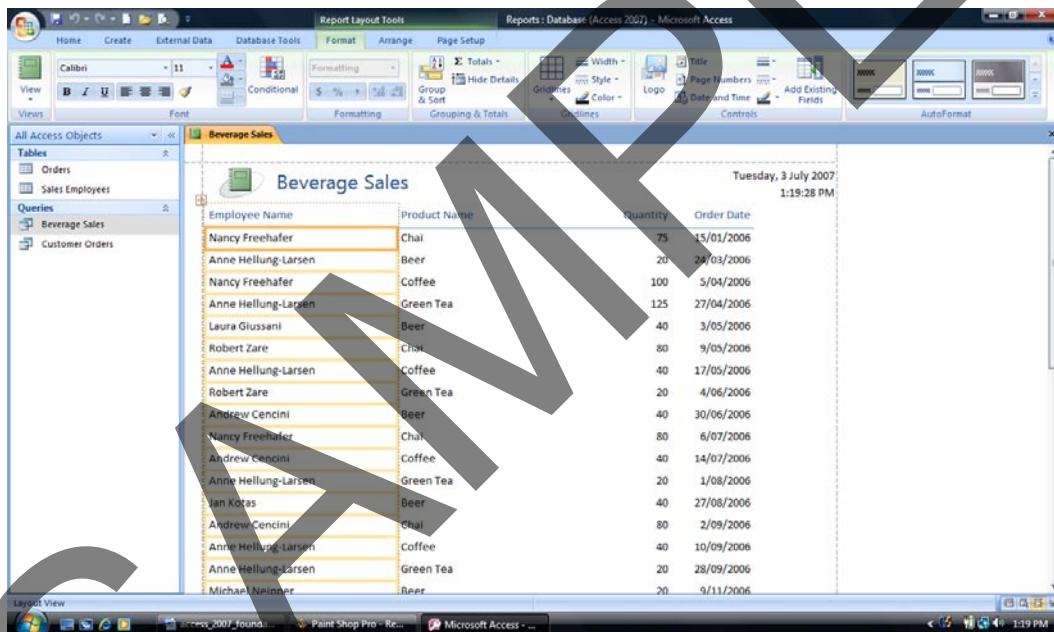 Report Layout Tools
Reports : Database (Access 2007) - Microsoft Access
Home Create External Data Database Tools Format Arrange Page Setup
View
Calibri 11
B I U
Conditional
Formatting
$ % ,
Group & Sort
Σ Totals
Hide Details
Gridlines
Width
Style
Color
Logo
Title
Page Numbers
Date and Time
Add Existing Fields
Views Font Formatting Grouping & Totals Gridlines Controls AutoFormat
All Access Objects
Tables
Orders
Sales Employees
Queries
Beverage Sales
Customer Orders
Beverage Sales
Beverage Sales
Tuesday, 3 July 2007
1:19:28 PM
Employee Name Product Name Quantity Order Date
Nancy Freehafer Chai 75 15/01/2006
Anne Hellung-Larsen Beer 20 24/03/2006
Nancy Freehafer Coffee 100 5/04/2006
Anne Hellung-Larsen Green Tea 125 27/04/2006
Laura Giussani Beer 40 3/05/2006
Robert Zare Chai 80 9/05/2006
Anne Hellung-Larsen Coffee 40 17/05/2006
Robert Zare Green Tea 20 4/06/2006
Andrew Cencini Beer 40 30/06/2006
Nancy Freehafer Chai 80 6/07/2006
Andrew Cencini Coffee 40 14/07/2006
Anne Hellung-Larsen Green Tea 20 1/08/2006
Jan Kotas Beer 40 27/08/2006
Andrew Cencini Chai 80 2/09/2006
Anne Hellung-Larsen Coffee 40 10/09/2006
Anne Hellung-Larsen Green Tea 20 28/09/2006
Michael Neipper Beer 20 9/11/2006
Layout View
access_2007_founda... Paint Shop Pro - Re... Microsoft Access - ... 1:19 PM